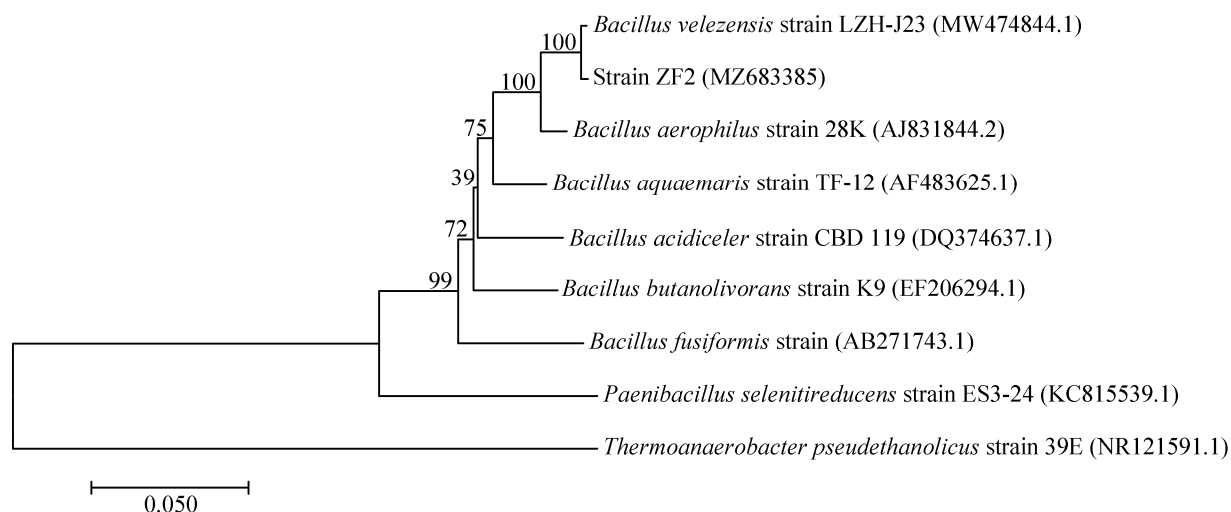 Bacillus velezensis strain LZH-J23 (MW474844.1)
100
Strain ZF2 (MZ683385)
100
Bacillus aerophilus strain 28K (AJ831844.2)
75
Bacillus aquaemaris strain TF-12 (AF483625.1)
39
Bacillus acidiceler strain CBD 119 (DQ374637.1)
72
Bacillus butanolivorans strain K9 (EF206294.1)
99
Bacillus fusiformis strain (AB271743.1)
Paenibacillus selenitireducens strain ES3-24 (KC815539.1)
Thermoanaerobacter pseudethanolicus strain 39E (NR121591.1)
0.050